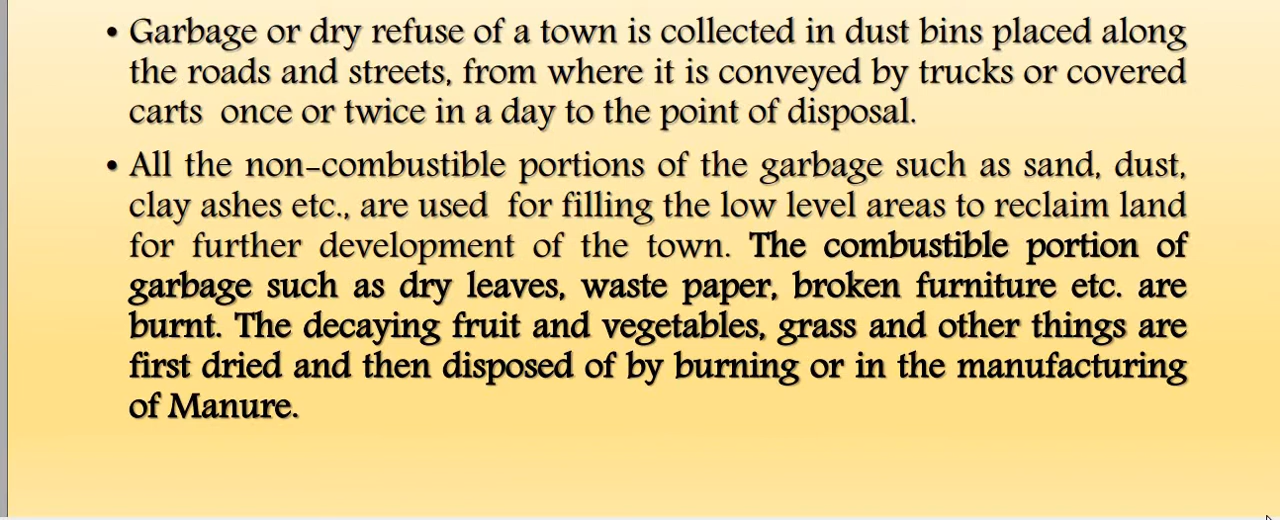 • Garbage or dry refuse of a town is collected in dust bins placed along
the roads and streets, from where it is conveyed by trucks or covered
carts once or twice in a day to the point of disposal.
• All the non-combustible portions of the garbage such as sand, dust,
clay ashes etc., are used for filling the low level areas to reclaim land
for further development of the town. The combustible portion of
garbage such as dry leaves, waste paper, broken furniture etc. are
burnt. The decaying fruit and vegetables, grass and other things are
first dried and then disposed of by burning or in the manufacturing
of Manure.